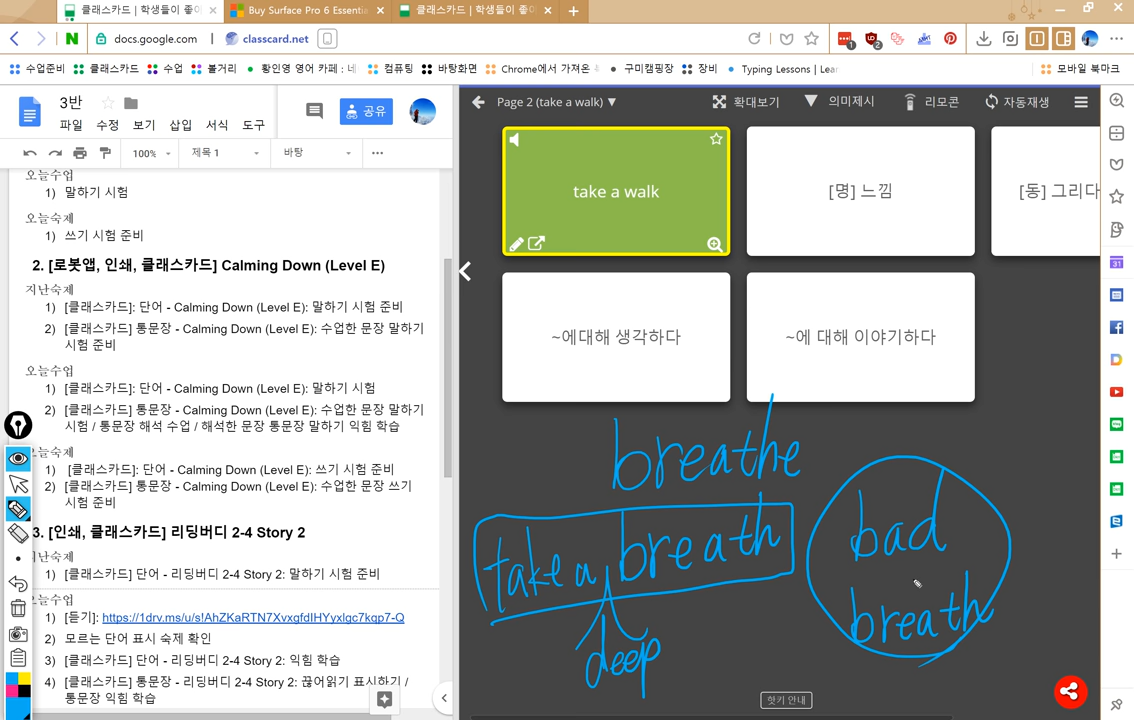 클래스카드 | 학생들이 좋아
Buy Surface Pro 6 Essentia
클래스카드 | 학생들이 좋아
docs.google.com | classcard.net
수업준비 클래스카드 수업 볼거리 황인영 영어 카페 : 네 컴퓨팅 바탕화면 Chrome에서 가져온 구미캠핑장 장비 Typing Lessons | Lear 모바일 북마크
3반
파일 수정 보기 삽입 서식 도구
공유
100% 제목 1 바탕
오늘수업
1) 말하기 시험
오늘숙제
1) 쓰기 시험 준비
2. [로봇앱, 인쇄, 클래스카드] Calming Down (Level E)
지난숙제
1) [클래스카드]: 단어 - Calming Down (Level E): 말하기 시험 준비
2) [클래스카드] 통문장 - Calming Down (Level E): 수업한 문장 말하기
시험 준비
오늘수업
1) [클래스카드]: 단어 - Calming Down (Level E): 말하기 시험
2) [클래스카드] 통문장 - Calming Down (Level E): 수업한 문장 말하기
시험 / 통문장 해석 수업 / 해석한 문장 통문장 말하기 익힘 학습
오늘숙제
1) [클래스카드]: 단어 - Calming Down (Level E): 쓰기 시험 준비
2) [클래스카드] 통문장 - Calming Down (Level E): 수업한 문장 쓰기
시험 준비
3. [인쇄, 클래스카드] 리딩버디 2-4 Story 2
지난숙제
1) [클래스카드] 단어 - 리딩버디 2-4 Story 2: 말하기 시험 준비
오늘수업
1) [듣기]: https://1drv.ms/u/s!AhZKaRTN7XvxgfdIHYyxlgc7kqp7-Q
2) 모르는 단어 표시 숙제 확인
3) [클래스카드] 단어 - 리딩버디 2-4 Story 2: 익힘 학습
4) [클래스카드] 통문장 - 리딩버디 2-4 Story 2: 끊어읽기 표시하기 /
통문장 익힘 학습
Page 2 (take a walk) ▼ 확대보기 의미제시 리모콘 자동재생
take a walk
[명] 느낌
[동] 그리다
~에대해 생각하다
~에 대해 이야기하다
breathe
take a breath
deep
bad
breath
핫키 안내